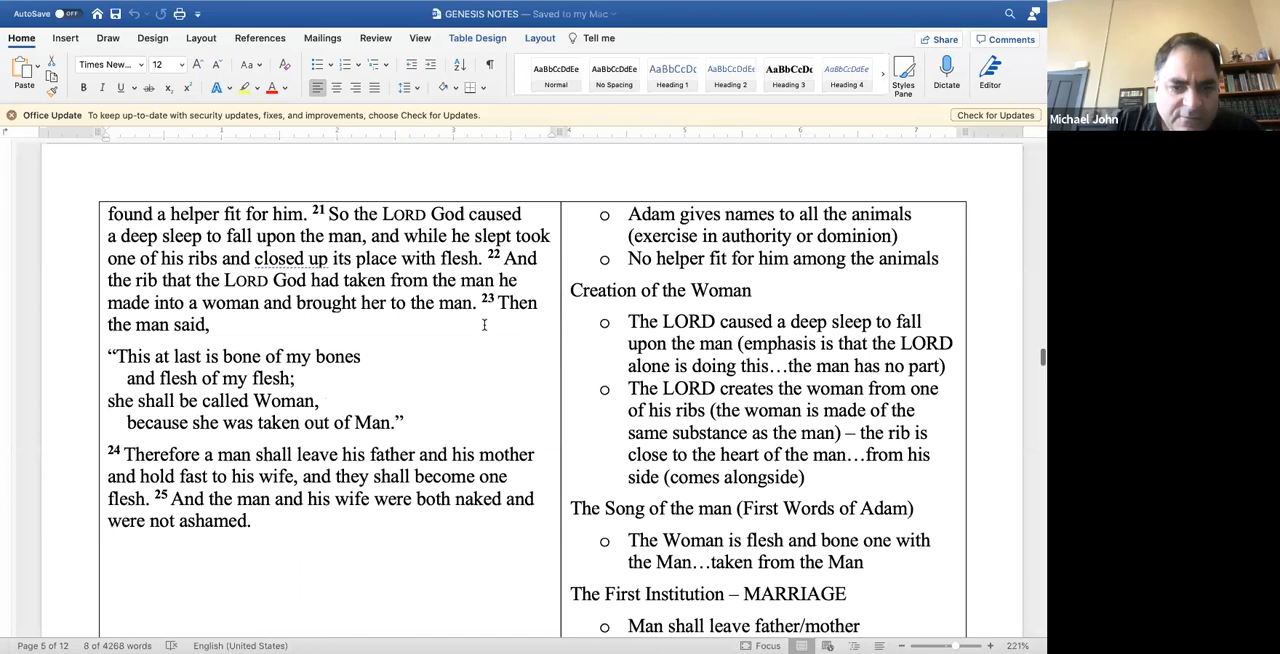 AutoSave OFF GENESIS NOTES — Saved to my Mac
Home Insert Draw Design Layout References Mailings Review View Table Design Layout Tell me Share Comments
Paste Times New... 12 AaBbCcDdEe Normal AaBbCcDdEe No Spacing AaBbCcDc Heading 1 AaBbCcDdEe Heading 2 AaBbCcDc Heading 3 AaBbCcDdEe Heading 4 Styles Pane Dictate Editor
Office Update To keep up-to-date with security updates, fixes, and improvements, choose Check for Updates. Check for Updates
Michael John
1 2 3 4 5 6 7
found a helper fit for him. 21 So the LORD God caused
a deep sleep to fall upon the man, and while he slept took
one of his ribs and closed up its place with flesh. 22 And
the rib that the LORD God had taken from the man he
made into a woman and brought her to the man. 23 Then
the man said,
“This at last is bone of my bones
and flesh of my flesh;
she shall be called Woman,
because she was taken out of Man.”
24 Therefore a man shall leave his father and his mother
and hold fast to his wife, and they shall become one
flesh. 25 And the man and his wife were both naked and
were not ashamed.
o Adam gives names to all the animals
(exercise in authority or dominion)
o No helper fit for him among the animals
Creation of the Woman
o The LORD caused a deep sleep to fall
upon the man (emphasis is that the LORD
alone is doing this…the man has no part)
o The LORD creates the woman from one
of his ribs (the woman is made of the
same substance as the man) – the rib is
close to the heart of the man…from his
side (comes alongside)
The Song of the man (First Words of Adam)
o The Woman is flesh and bone one with
the Man…taken from the Man
The First Institution – MARRIAGE
o Man shall leave father/mother
Page 5 of 12 8 of 4268 words English (United States) Focus 221%